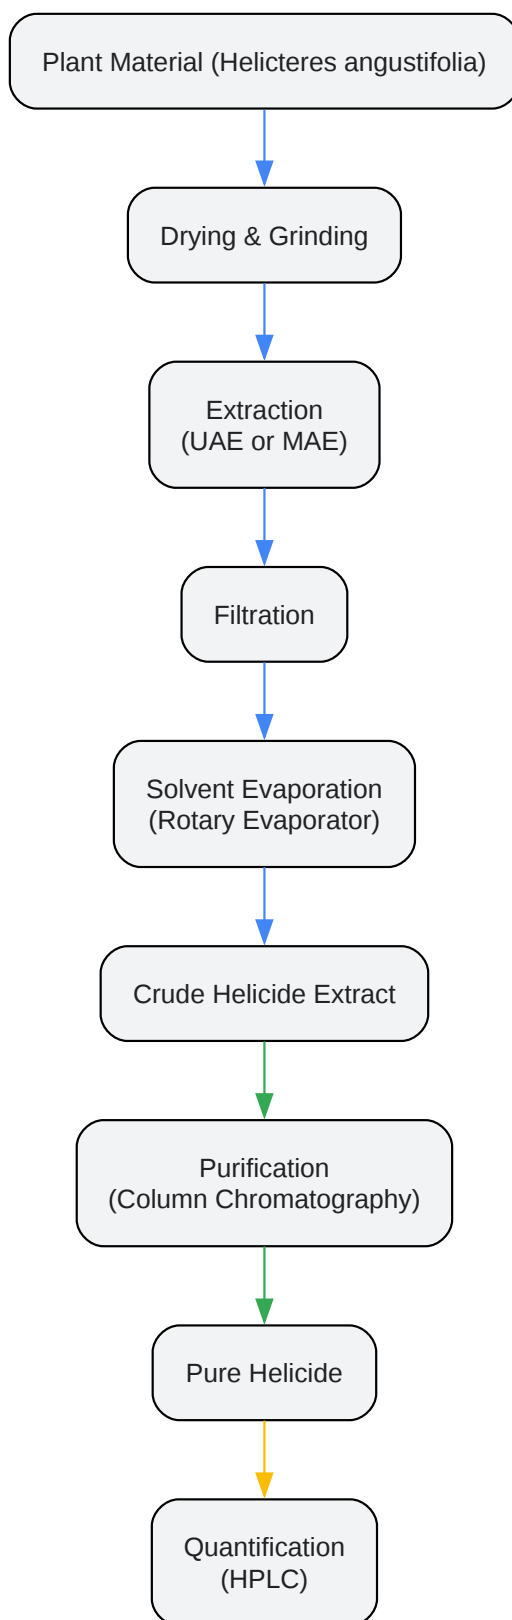 Plant Material (Helicteres angustifolia)
Drying & Grinding
Extraction
(UAE or MAE)
Filtration
Solvent Evaporation
(Rotary Evaporator)
Crude Helicide Extract
Purification
(Column Chromatography)
Pure Helicide
Quantification
(HPLC)